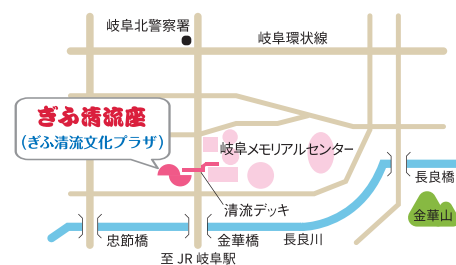 岐阜北警察署
岐阜環状線
ぎふ清流座
(ぎふ清流文化プラザ)
岐阜メモリアルセンター
長良橋
清流デッキ
金華山
忠節橋
金華橋
長良川
至 JR 岐阜駅